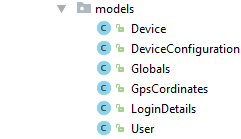 models
Device
DeviceConfiguration
Globals
GpsCordinates
LoginDetails
User